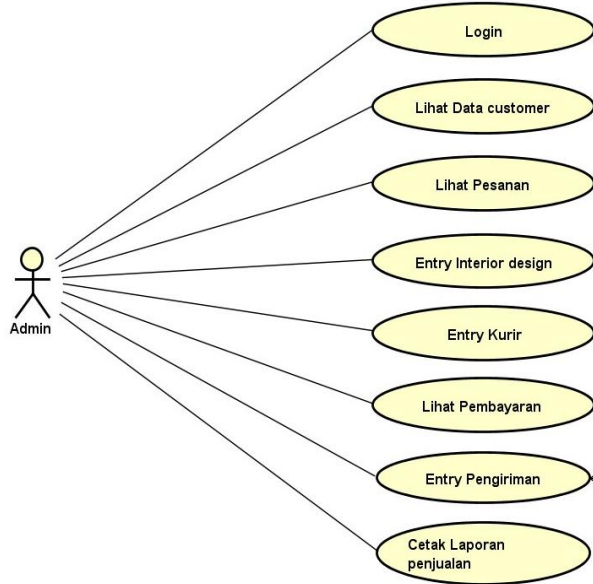 Login
Lihat Data customer
Lihat Pesanan
Entry Interior design
Admin
Entry Kurir
Lihat Pembayaran
Entry Pengiriman
Cetak Laporan
penjualan